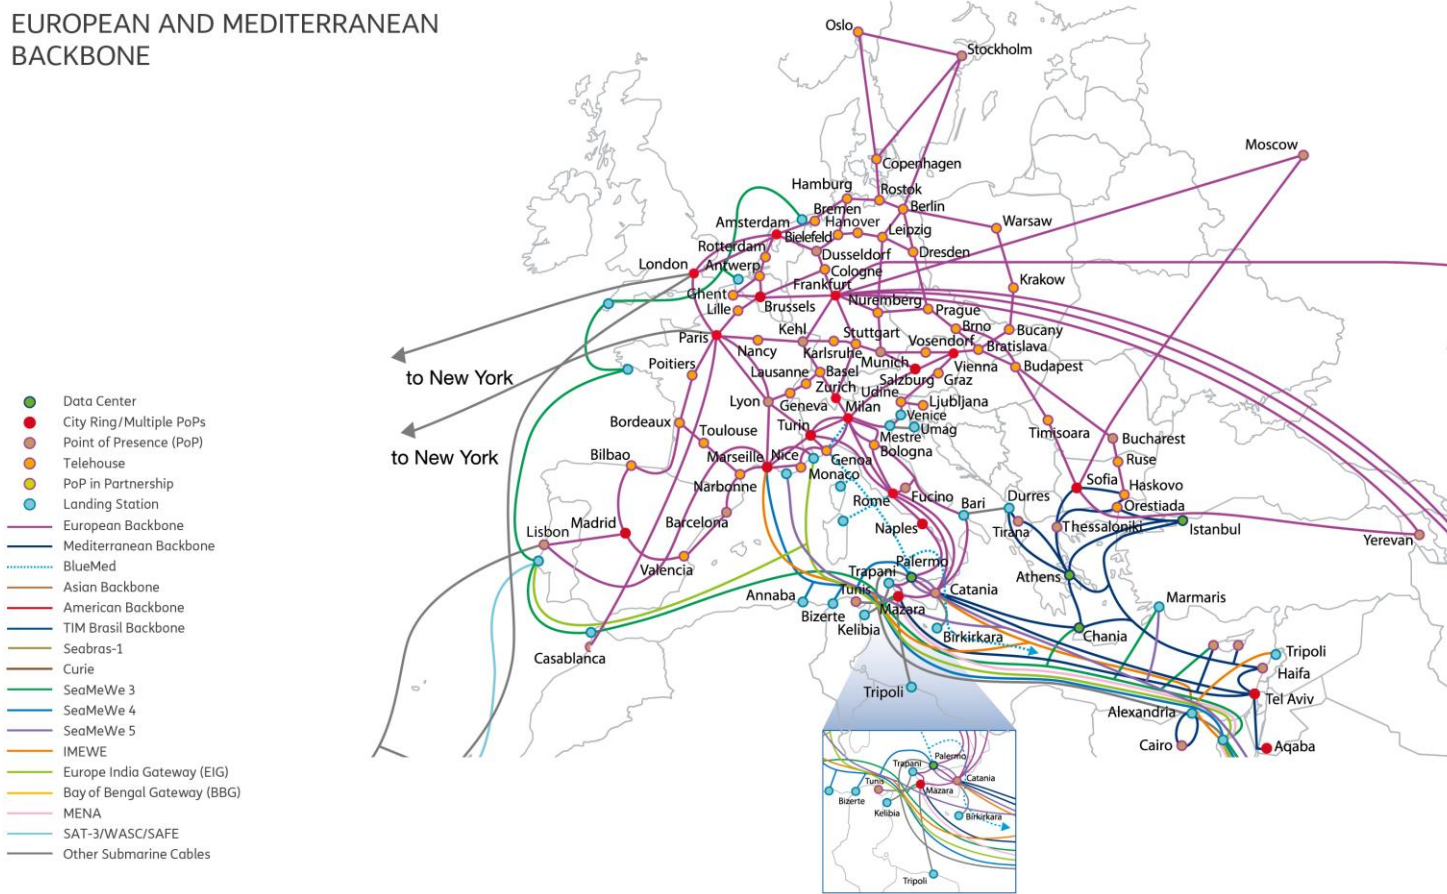 EUROPEAN AND MEDITERRANEAN
BACKBONE
Oslo
Stockholm
Moscow
Copenhagen
Hamburg
Rostok
Bremen
Berlin
Amsterdam
Bielefeld
Hanover
Leipzig
Warsaw
Rotterdam
Dusseldorf
Dresden
London
Antwerp
Cologne
Ghent
Frankfurt
Krakow
Lille
Brussels
Nuremberg
Prague
Paris
Kehl
Stuttgart
Brno
Bucany
Nancy
Karlsruhe
Munich
Vosendorf
Bratislava
Poitiers
Lausanne
Basel
Salzburg
Vienna
Budapest
Zurich
Udine
Graz
to New York
Lyon
Geneva
Milan
Ljubljana
Venice
Bordeaux
Turin
Mestre
Umag
Timisoara
Toulouse
Bologna
Bucharest
to New York
Bilbao
Marseille
Nice
Genoa
Ruse
Narbonne
Monaco
Sofia
Haskovo
Rome
Fucino
Bari
Durres
Orestiada
Lisbon
Madrid
Barcelona
Naples
Tirana
Thessaloniki
Istanbul
Yerevan
Valencia
Palermo
Trapani
Athens
Annaba
Tunis
Catania
Marmaris
Bizerte
Mazara
Kelibia
Birkirkara
Chania
Casablanca
Tripoli
Haifa
Tripoli
Tel Aviv
Alexandria
Cairo
Aqaba
Data Center
City Ring/Multiple PoPs
Point of Presence (PoP)
Telehouse
PoP in Partnership
Landing Station
European Backbone
Mediterranean Backbone
BlueMed
Asian Backbone
American Backbone
TIM Brasil Backbone
Seabras-1
Curie
SeaMeWe 3
SeaMeWe 4
SeaMeWe 5
IMEWE
Europe India Gateway (EIG)
Bay of Bengal Gateway (BBG)
MENA
SAT-3/WASC/SAFE
Other Submarine Cables
Palermo
Trapani
Tunis
Catania
Mazara
Bizerte
Kelibia
Birkirkara
Tripoli